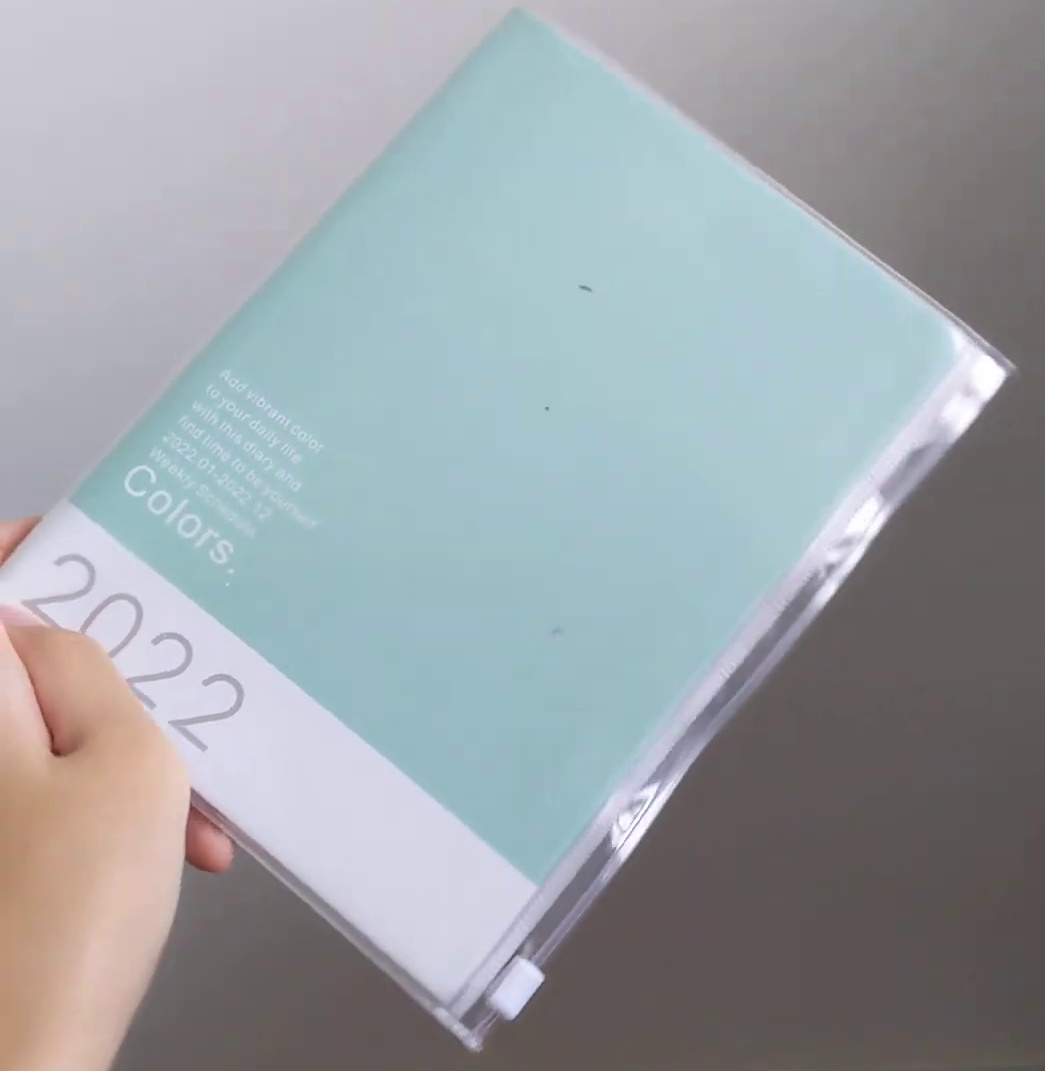 Add vibrant color
to your daily life
with this diary and
find time to be yourself
2022.01-2022.12
Weekly Schedule
Colors.
2022